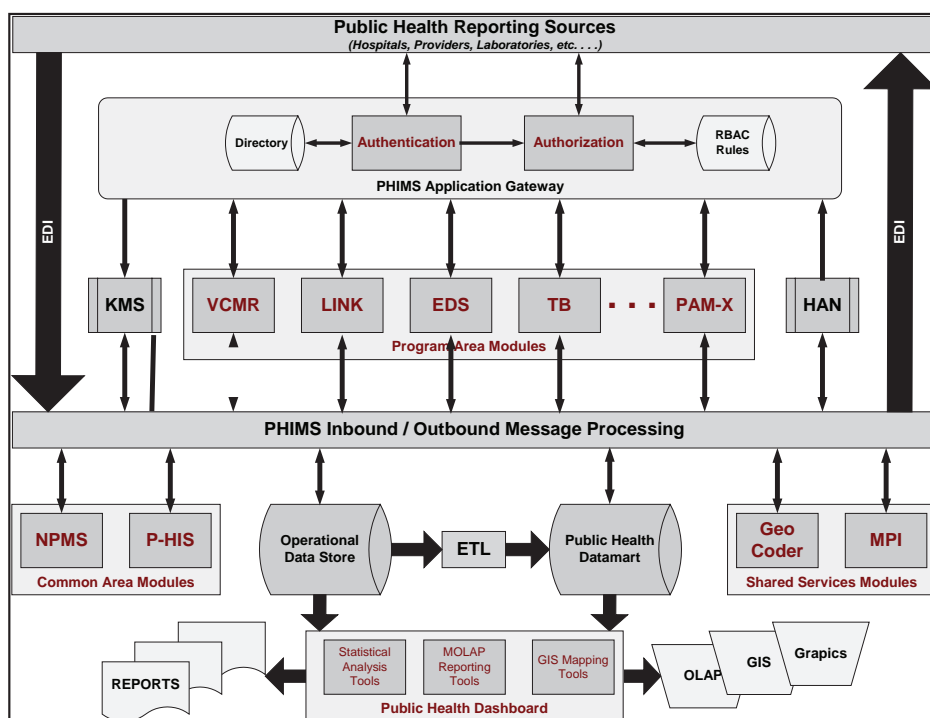 Public Health Reporting Sources
(Hospitals, Providers, Laboratories, etc. . . .)
Directory
Authentication
Authorization
RBAC
Rules
PHIMS Application Gateway
EDI
EDI
KMS
VCMR
LINK
EDS
TB
. . .
PAM-X
HAN
Program Area Modules
PHIMS Inbound / Outbound Message Processing
NPMS
P-HIS
Common Area Modules
Operational
Data Store
ETL
Public Health
Datamart
Geo
Coder
MPI
Shared Services Modules
REPORTS
Statistical
Analysis
Tools
MOLAP
Reporting
Tools
GIS Mapping
Tools
Public Health Dashboard
OLAP
GIS
Grapics